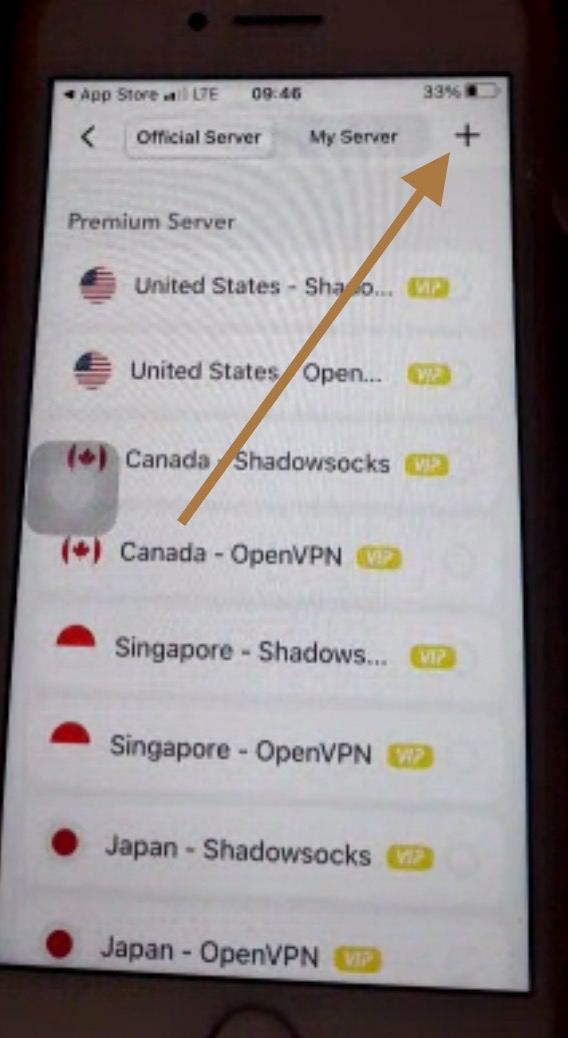 ◀ App Store LTE 09:46 33%
Official Server My Server +
Premium Server
United States - Shado... VIP
United States - Open... VIP
Canada - Shadowsocks VIP
Canada - OpenVPN VIP
Singapore - Shadows... VIP
Singapore - OpenVPN VIP
Japan - Shadowsocks VIP
Japan - OpenVPN VIP